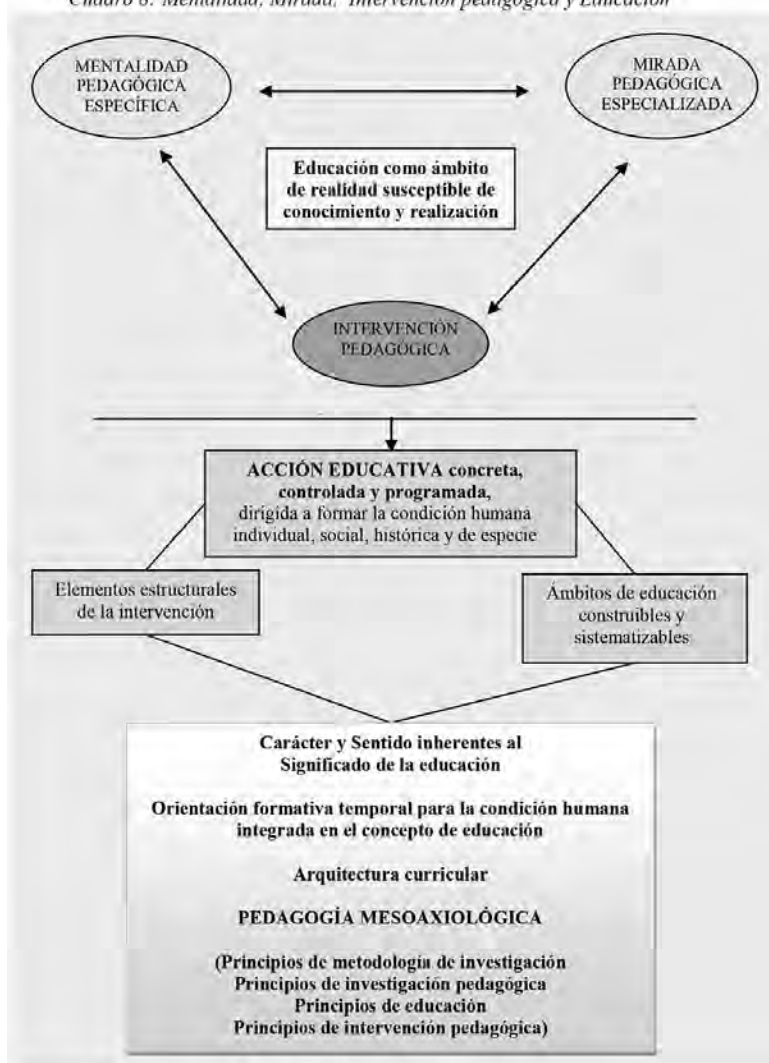 Cuadro 8: Mentalidad, Mirada, Intervención pedagógica y Educación
MENTALIDAD
PEDAGÓGICA
ESPECÍFICA
MIRADA
PEDAGÓGICA
ESPECIALIZADA
Educación como ámbito
de realidad susceptible de
conocimiento y realización
INTERVENCIÓN
PEDAGÓGICA
ACCIÓN EDUCATIVA concreta,
controlada y programada,
dirigida a formar la condición humana
individual, social, histórica y de especie
Elementos estructurales
de la intervención
Ámbitos de educación
construibles y
sistematizables
Carácter y Sentido inherentes al
Significado de la educación
Orientación formativa temporal para la condición humana
integrada en el concepto de educación
Arquitectura curricular
PEDAGOGÍA MESOAXIOLÓGICA
(Principios de metodología de investigación
Principios de investigación pedagógica
Principios de educación
Principios de intervención pedagógica)